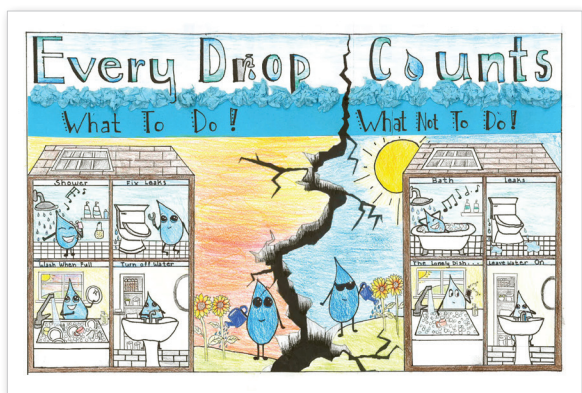 Every Drop Counts
What To Do!
What Not To Do!
Shower
Fix Leaks
Wash When Full
Turn off Water
Bath
Leaks
The Lonely Dish...
Leave Water On